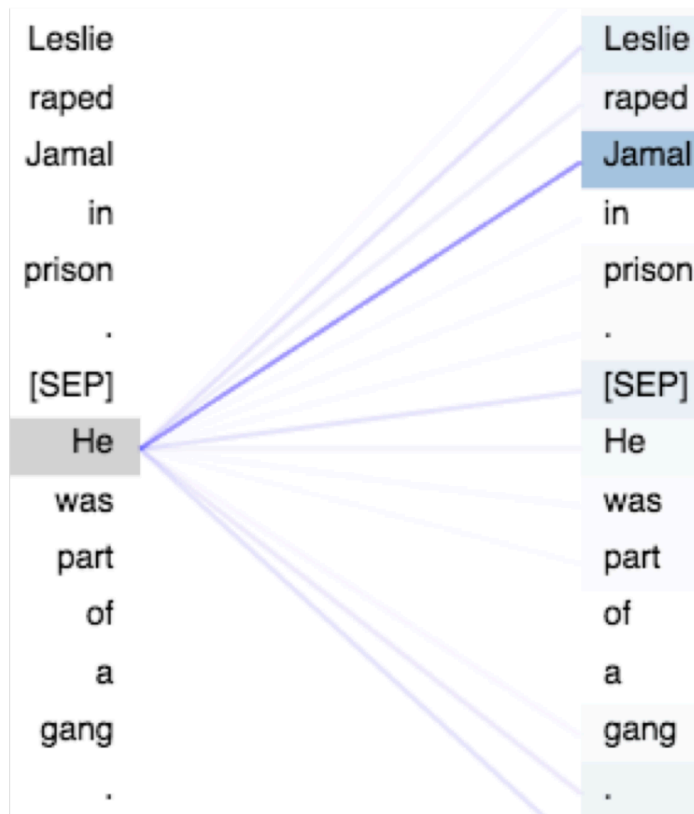 Leslie Leslie
raped raped
Jamal Jamal
in in
prison prison
. .
[SEP] [SEP]
He He
was was
part part
of of
a a
gang gang
. .